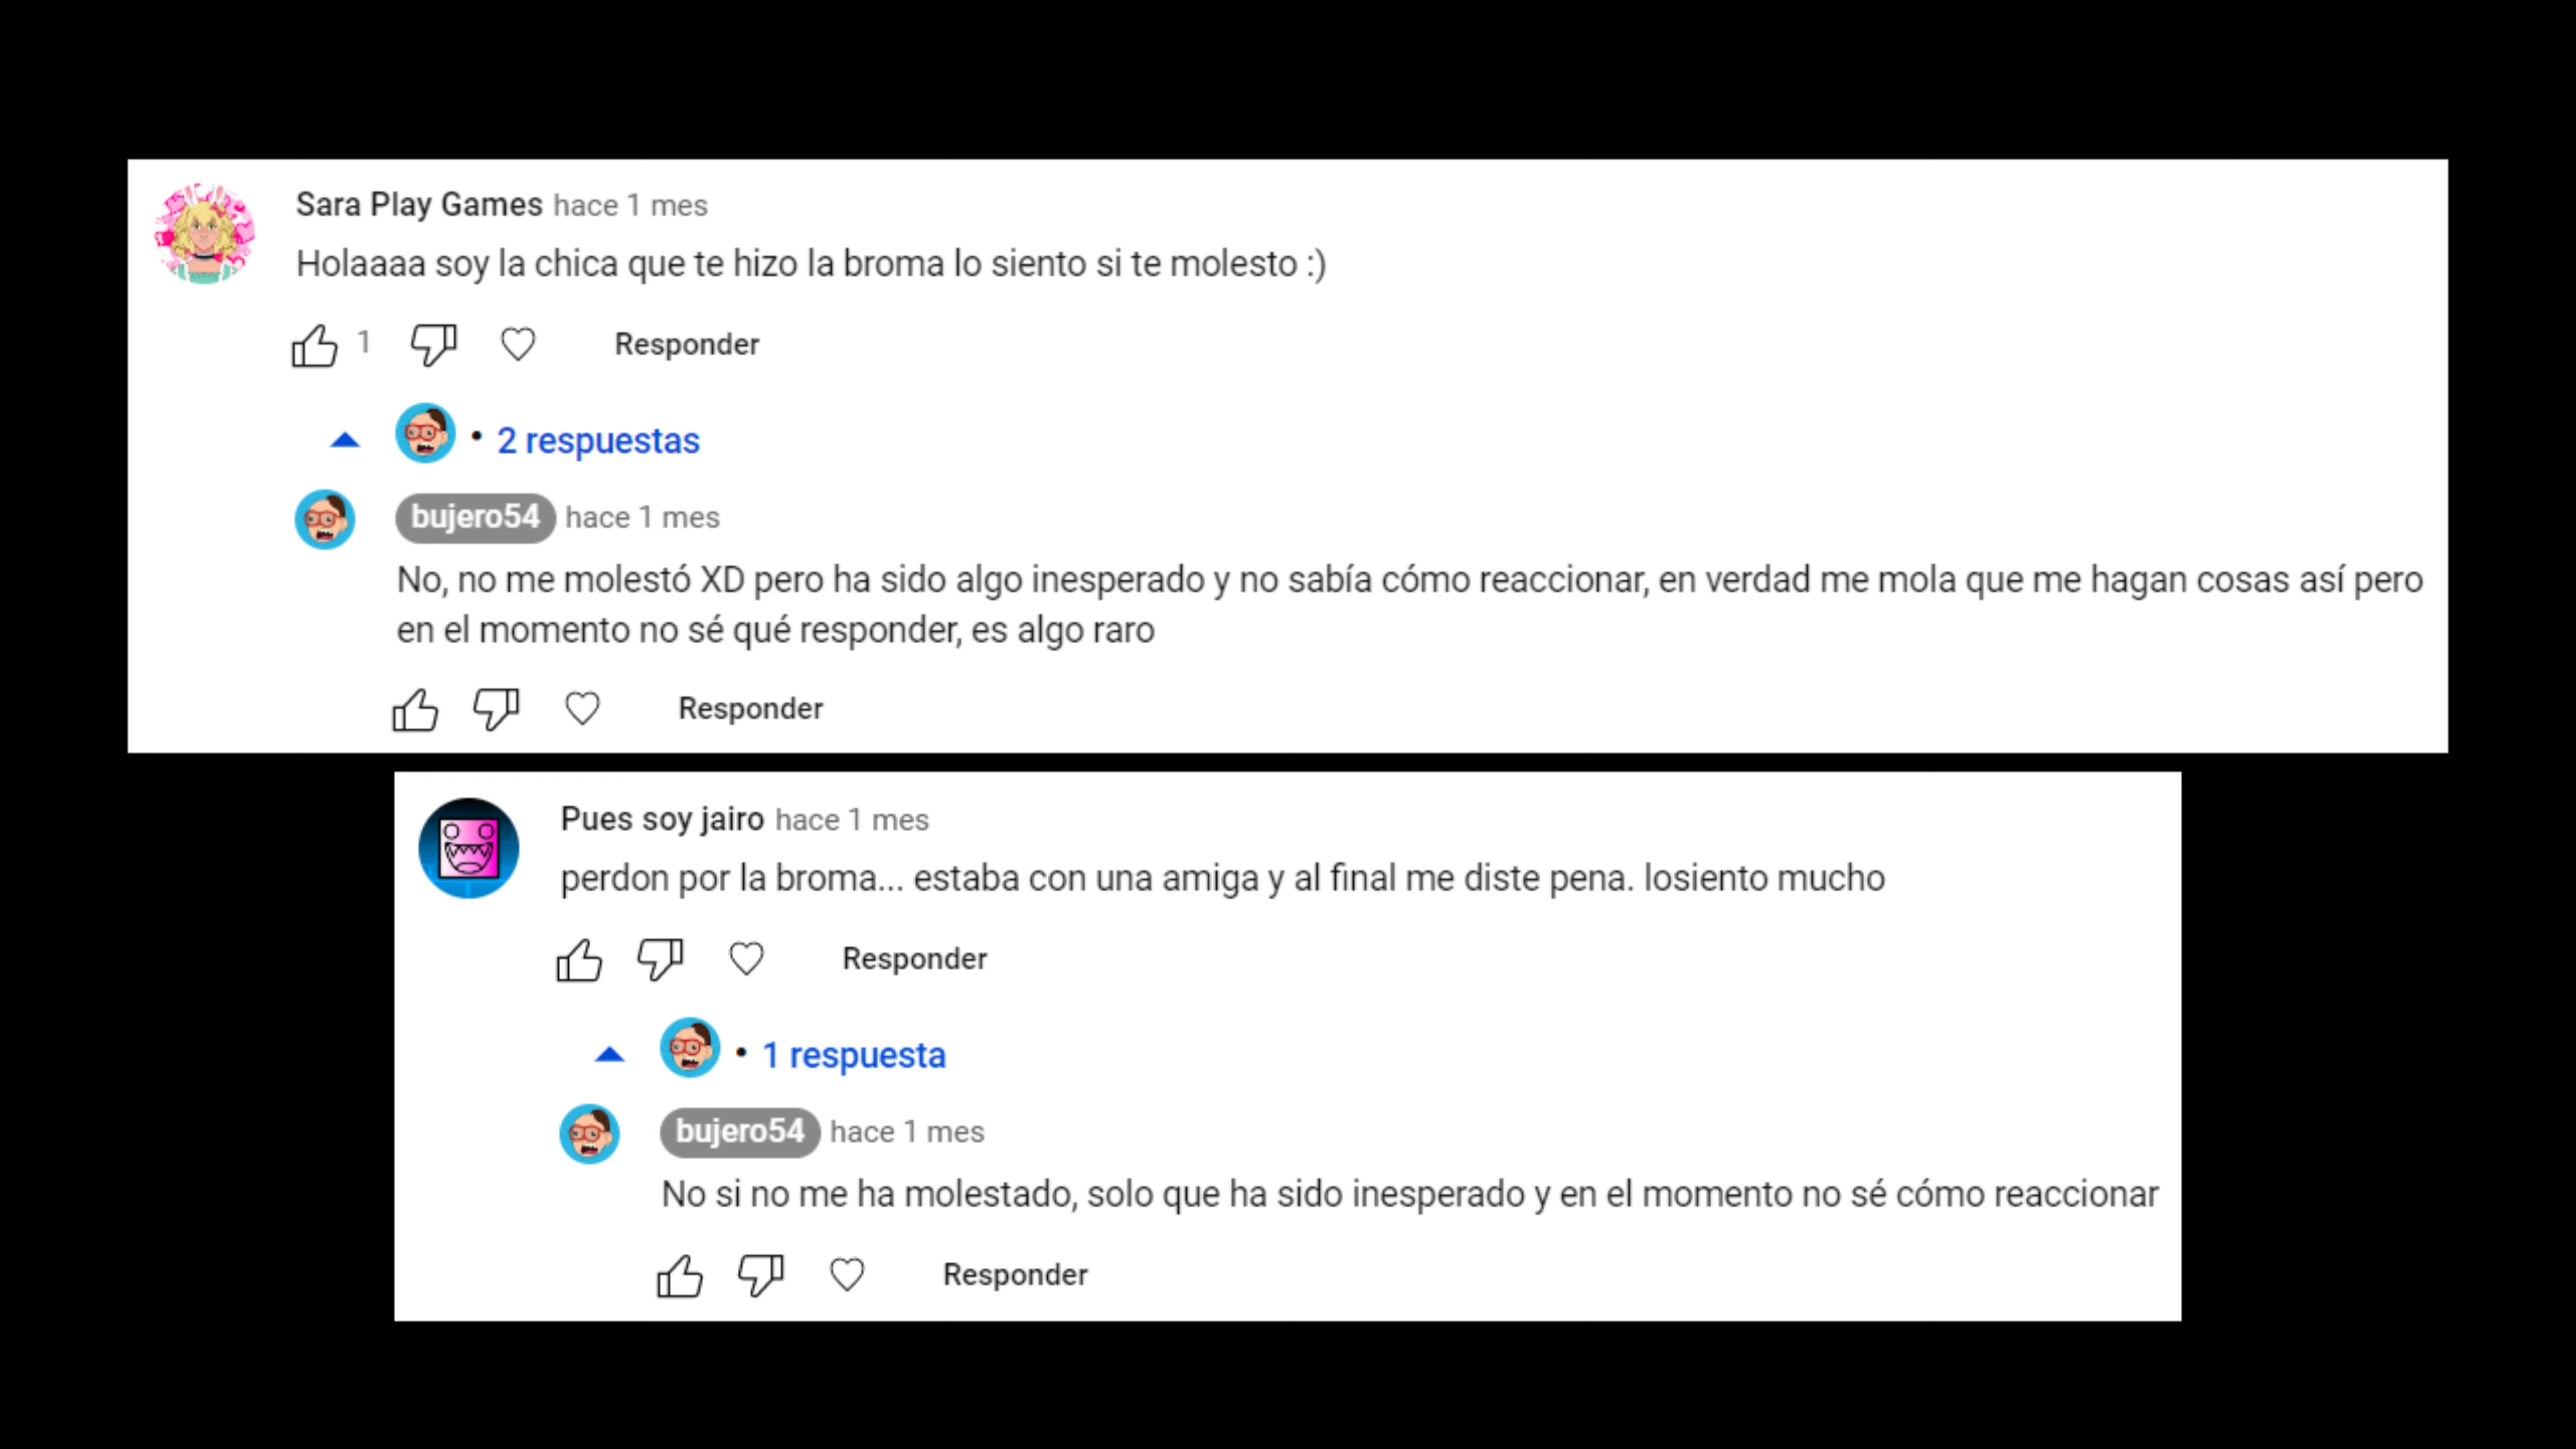 Sara Play Games hace 1 mes
Holaaaa soy la chica que te hizo la broma lo siento si te molesto :)
1 Responder
• 2 respuestas
bujero54 hace 1 mes
No, no me molestó XD pero ha sido algo inesperado y no sabía cómo reaccionar, en verdad me mola que me hagan cosas así pero
en el momento no sé qué responder, es algo raro
Responder
Pues soy jairo hace 1 mes
perdon por la broma... estaba con una amiga y al final me diste pena. losiento mucho
Responder
• 1 respuesta
bujero54 hace 1 mes
No si no me ha molestado, solo que ha sido inesperado y en el momento no sé cómo reaccionar
Responder